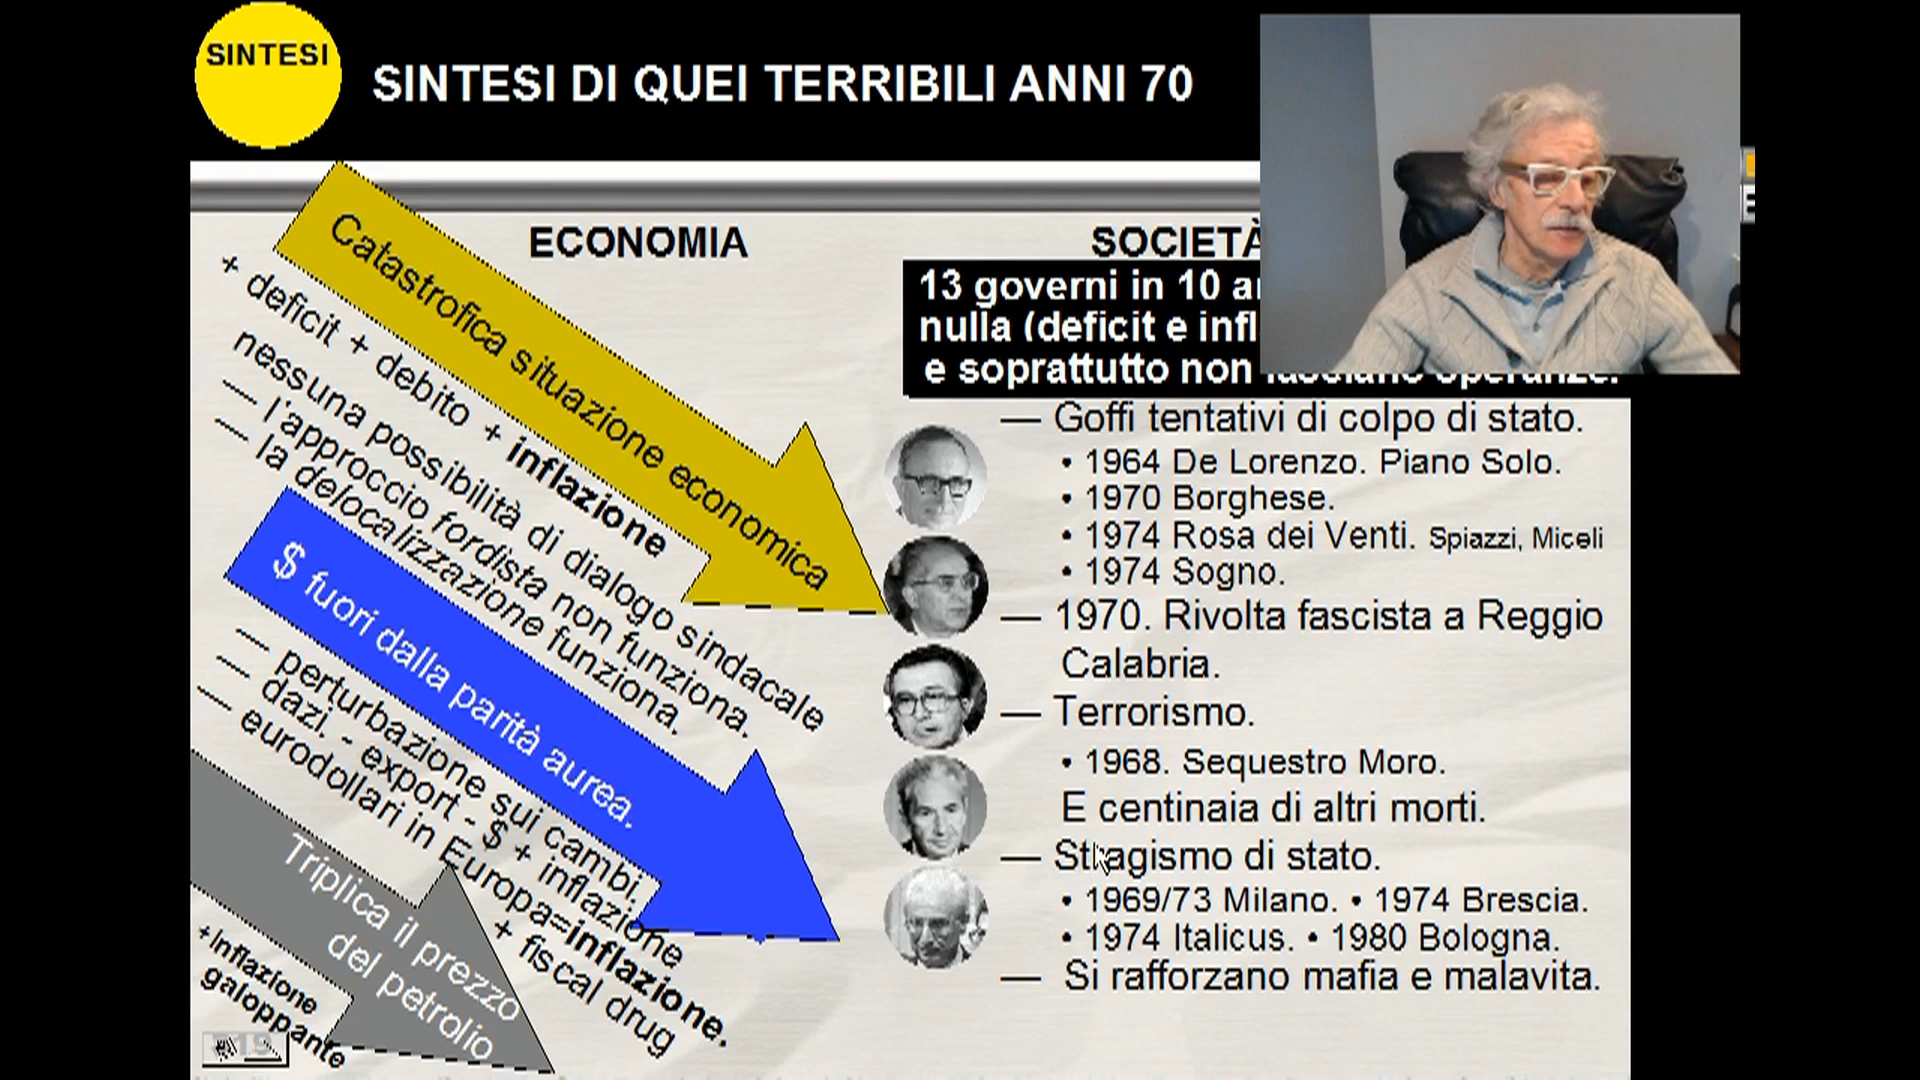 SINTESI
SINTESI DI QUEI TERRIBILI ANNI 70
ECONOMIA
Catastrofica situazione economica
+ deficit + debito + inflazione
nessuna possibilità di dialogo sindacale
— l'approccio fordista non funziona.
— la delocalizzazione funziona.
$ fuori dalla parità aurea.
— perturbazione sui cambi.
— dazi. - export - $ + inflazione
— eurodollari in Europa=inflazione.
+ fiscal drug
Triplica il prezzo
del petrolio
+Inflazione
galoppante
SOCIETÀ
13 governi in 10
nulla (deficit e
e soprattutto non lasciano speranze.
— Goffi tentativi di colpo di stato.
• 1964 De Lorenzo. Piano Solo.
• 1970 Borghese.
• 1974 Rosa dei Venti. Spiazzi, Miceli
• 1974 Sogno.
— 1970. Rivolta fascista a Reggio
Calabria.
— Terrorismo.
• 1968. Sequestro Moro.
E centinaia di altri morti.
— Stragismo di stato.
• 1969/73 Milano. • 1974 Brescia.
• 1974 Italicus. • 1980 Bologna.
— Si rafforzano mafia e malavita.